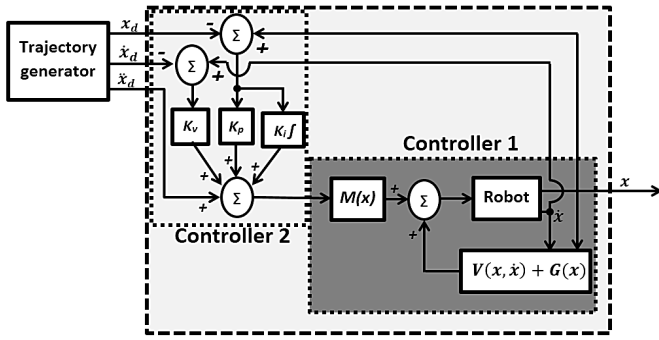 x_d
-
Σ
+
Trajectory
generator
ẋ_d
-
Σ
+
ẍ_d
K_v
K_p
K_i ∫
Controller 1
+
+
+
+
Σ
M(x)
+
Σ
Robot
x
ẋ
+
Controller 2
V(x, ẋ) + G(x)